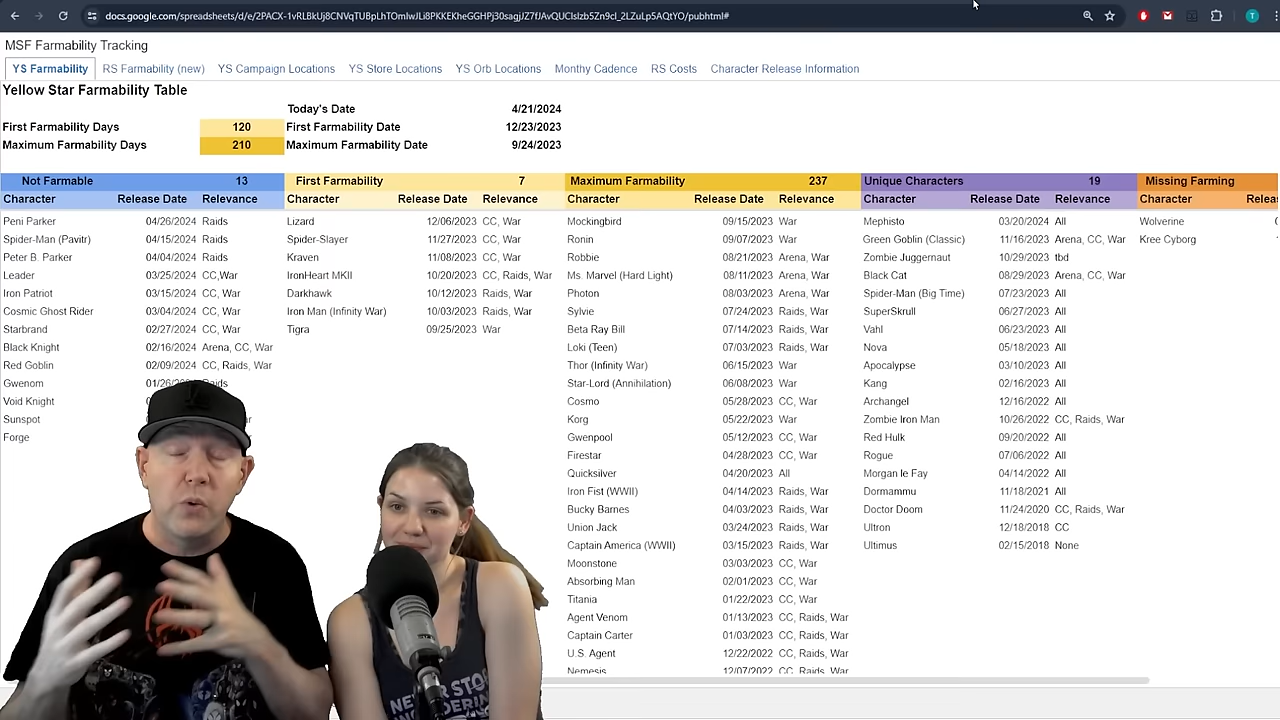 docs.google.com/spreadsheets/d/e/2PACX-1vRLBkUj8CNVqTUBpLhTOmlwJLi8PKKEKheGGHPj30sagjJZ7fJAvQUCIslzb5Zn9cl_2LZuLp5AQtYO/pubhtml#
T
MSF Farmability Tracking
YS Farmability RS Farmability (new) YS Campaign Locations YS Store Locations YS Orb Locations Monthy Cadence RS Costs Character Release Information
Yellow Star Farmability Table
Today's Date 4/21/2024
First Farmability Days 120 First Farmability Date 12/23/2023
Maximum Farmability Days 210 Maximum Farmability Date 9/24/2023
Not Farmable 13 First Farmability 7 Maximum Farmability 237 Unique Characters 19 Missing Farming
Character Release Date Relevance Character Release Date Relevance Character Release Date Relevance Character Release Date Relevance Character
Peni Parker 04/26/2024 Raids Lizard 12/06/2023 CC, War Mockingbird 09/15/2023 War Mephisto 03/20/2024 All Wolverine
Spider-Man (Pavitr) 04/15/2024 Raids Spider-Slayer 11/27/2023 CC, War Ronin 09/07/2023 War Green Goblin (Classic) 11/16/2023 Arena, CC, War Kree Cyborg
Peter B. Parker 04/04/2024 Raids Kraven 11/08/2023 CC, War Robbie 08/21/2023 Arena, War Zombie Juggernaut 10/29/2023 tbd
Leader 03/25/2024 CC,War IronHeart MKII 10/20/2023 CC, Raids, War Ms. Marvel (Hard Light) 08/11/2023 Arena, War Black Cat 08/29/2023 Arena, CC, War
Iron Patriot 03/15/2024 CC, War Darkhawk 10/12/2023 Raids, War Photon 08/03/2023 Arena, War Spider-Man (Big Time) 07/23/2023 All
Cosmic Ghost Rider 03/04/2024 CC, War Iron Man (Infinity War) 10/03/2023 Raids, War Sylvie 07/24/2023 Raids, War SuperSkrull 06/27/2023 All
Starbrand 02/27/2024 CC, War Tigra 09/25/2023 War Beta Ray Bill 07/14/2023 Raids, War Vahl 06/23/2023 All
Black Knight 02/16/2024 Arena, CC, War Loki (Teen) 07/03/2023 Raids, War Nova 05/18/2023 All
Red Goblin 02/09/2024 CC, Raids, War Thor (Infinity War) 06/15/2023 War Apocalypse 03/10/2023 All
Gwenom Raids Star-Lord (Annihilation) 06/08/2023 War Kang 02/16/2023 All
Void Knight Cosmo 05/28/2023 CC, War Archangel 12/16/2022 All
Sunspot Korg 05/22/2023 War Zombie Iron Man 10/26/2022 CC, Raids, War
Forge Gwenpool 05/12/2023 CC, War Red Hulk 09/20/2022 All
Firestar 04/28/2023 CC, War Rogue 07/06/2022 All
Quicksilver 04/20/2023 All Morgan le Fay 04/14/2022 All
Iron Fist (WWII) 04/14/2023 Raids, War Dormammu 11/18/2021 All
Bucky Barnes 04/03/2023 Raids, War Doctor Doom 11/24/2020 CC, Raids, War
Union Jack 03/24/2023 Raids, War Ultron 12/18/2018 CC
Captain America (WWII) 03/15/2023 Raids, War Ultimus 02/15/2018 None
Moonstone 03/03/2023 CC, War
Absorbing Man 02/01/2023 CC, War
Titania 01/22/2023 CC, War
Agent Venom 01/13/2023 CC, Raids, War
Captain Carter 01/03/2023 CC, Raids, War
U.S. Agent 12/22/2022 CC, Raids, War
Nemesis 12/07/2022 CC, Raids, War